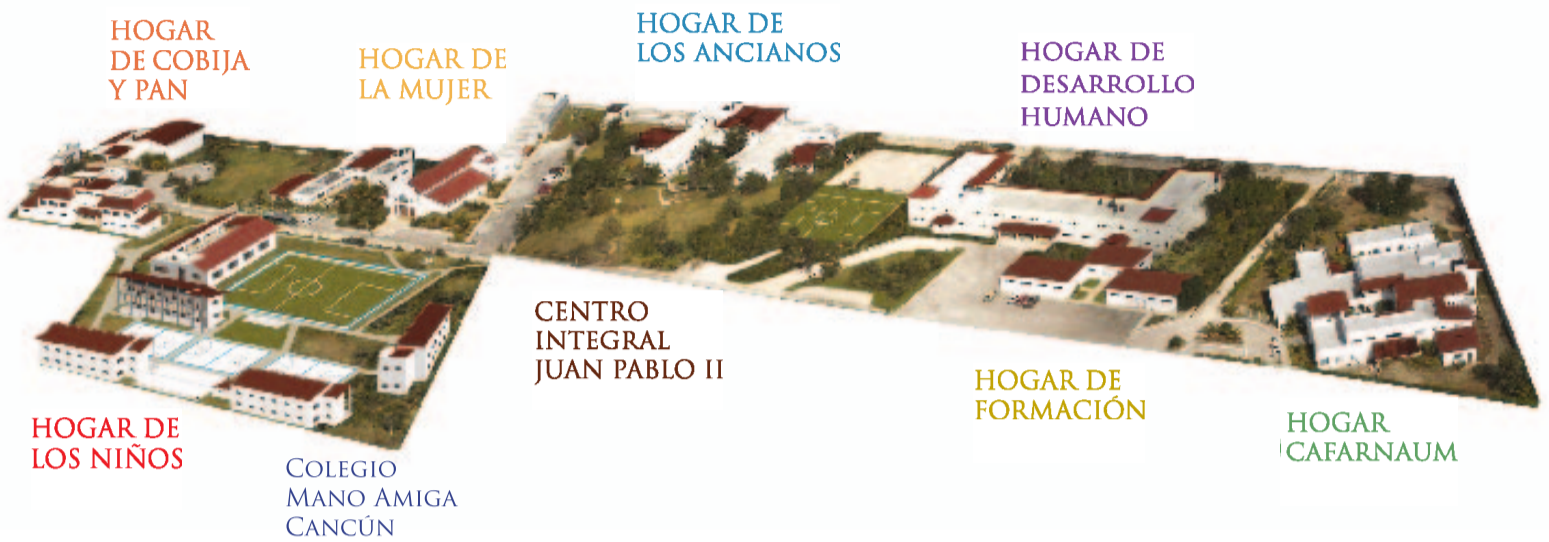 HOGAR
DE COBIJA
Y PAN
HOGAR DE
LA MUJER
HOGAR DE
LOS ANCIANOS
HOGAR DE
DESARROLLO
HUMANO
CENTRO
INTEGRAL
JUAN PABLO II
HOGAR DE
FORMACIÓN
HOGAR
CAFARNAUM
HOGAR DE
LOS NIÑOS
COLEGIO
MANO AMIGA
CANCÚN